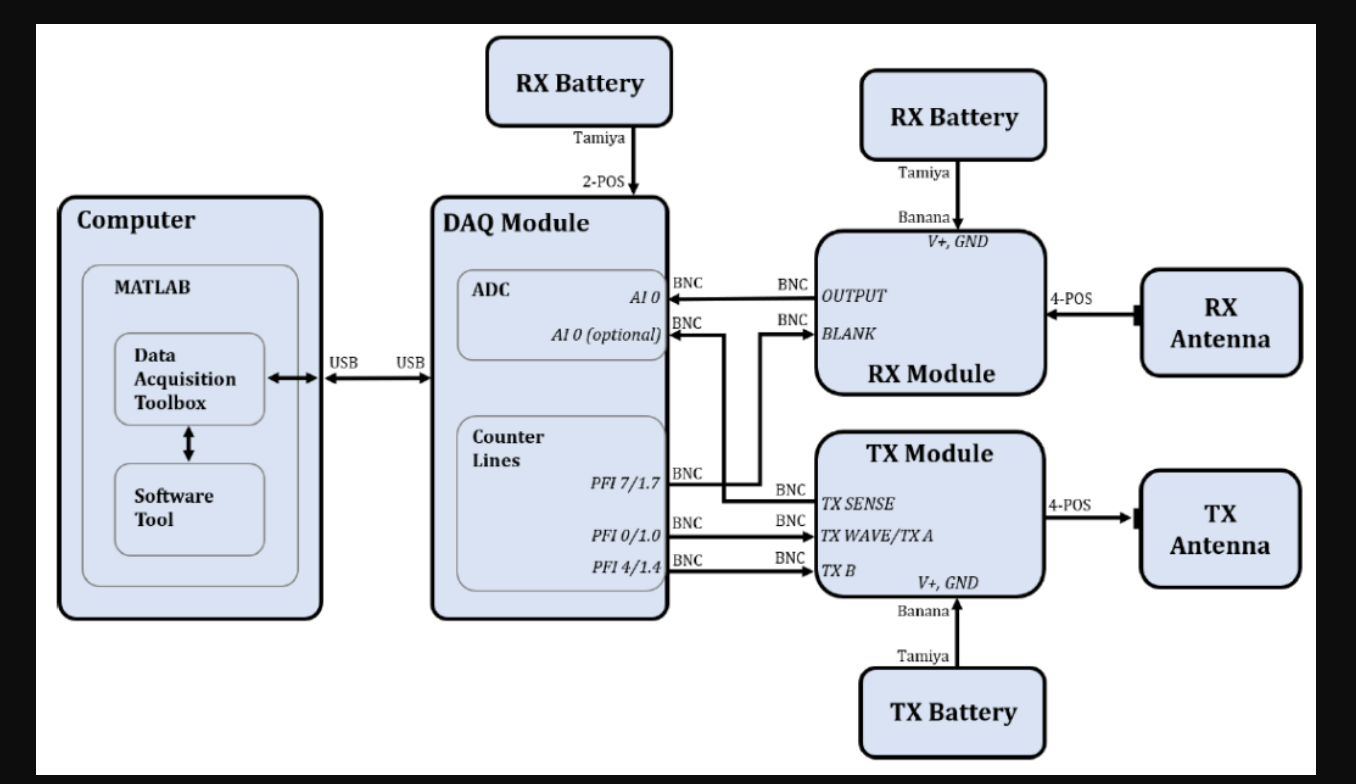 RX Battery
Tamiya
2-POS
RX Battery
Tamiya
Banana
Computer
MATLAB
Data
Acquisition
Toolbox
Software
Tool
USB
USB
DAQ Module
ADC
AI 0
AI 0 (optional)
BNC
BNC
Counter
Lines
PFI 7/1.7
PFI 0/1.0
PFI 4/1.4
BNC
BNC
BNC
BNC
BNC
V+, GND
OUTPUT
BLANK
RX Module
4-POS
RX
Antenna
BNC
BNC
BNC
TX Module
TX SENSE
TX WAVE/TX A
TX B
V+, GND
4-POS
TX
Antenna
Banana
Tamiya
TX Battery